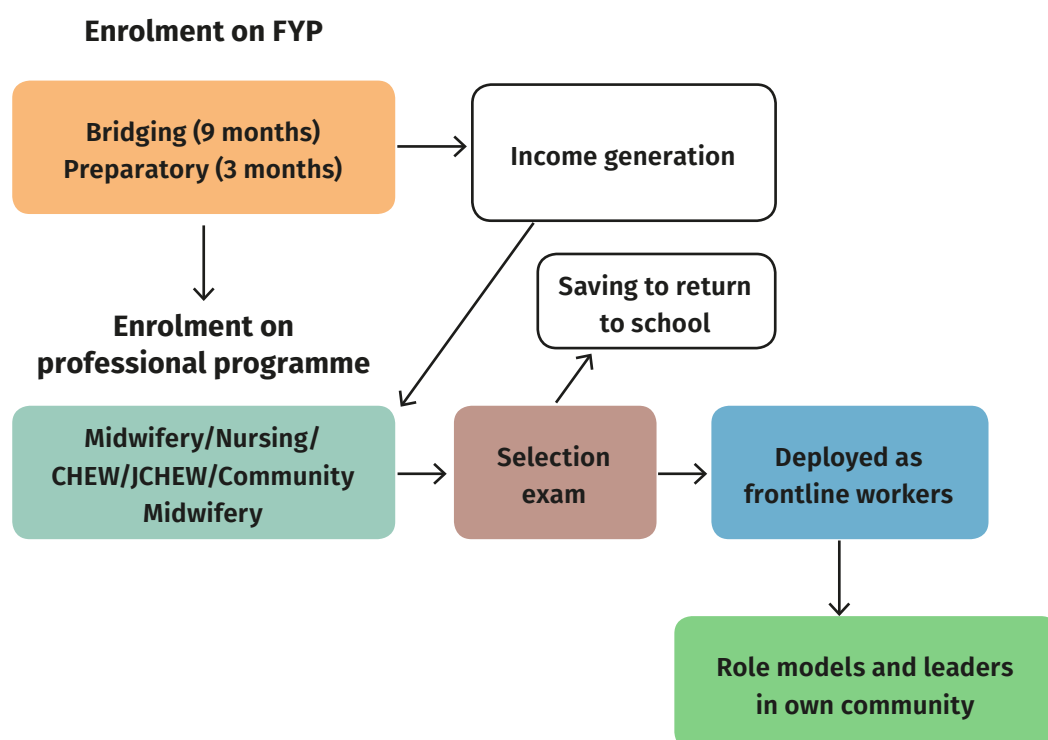 Enrolment on FYP
Bridging (9 months)
Preparatory (3 months)
Income generation
Saving to return
to school
Enrolment on
professional programme
Midwifery/Nursing/
CHEW/JCHEW/Community
Midwifery
Selection
exam
Deployed as
frontline workers
Role models and leaders
in own community